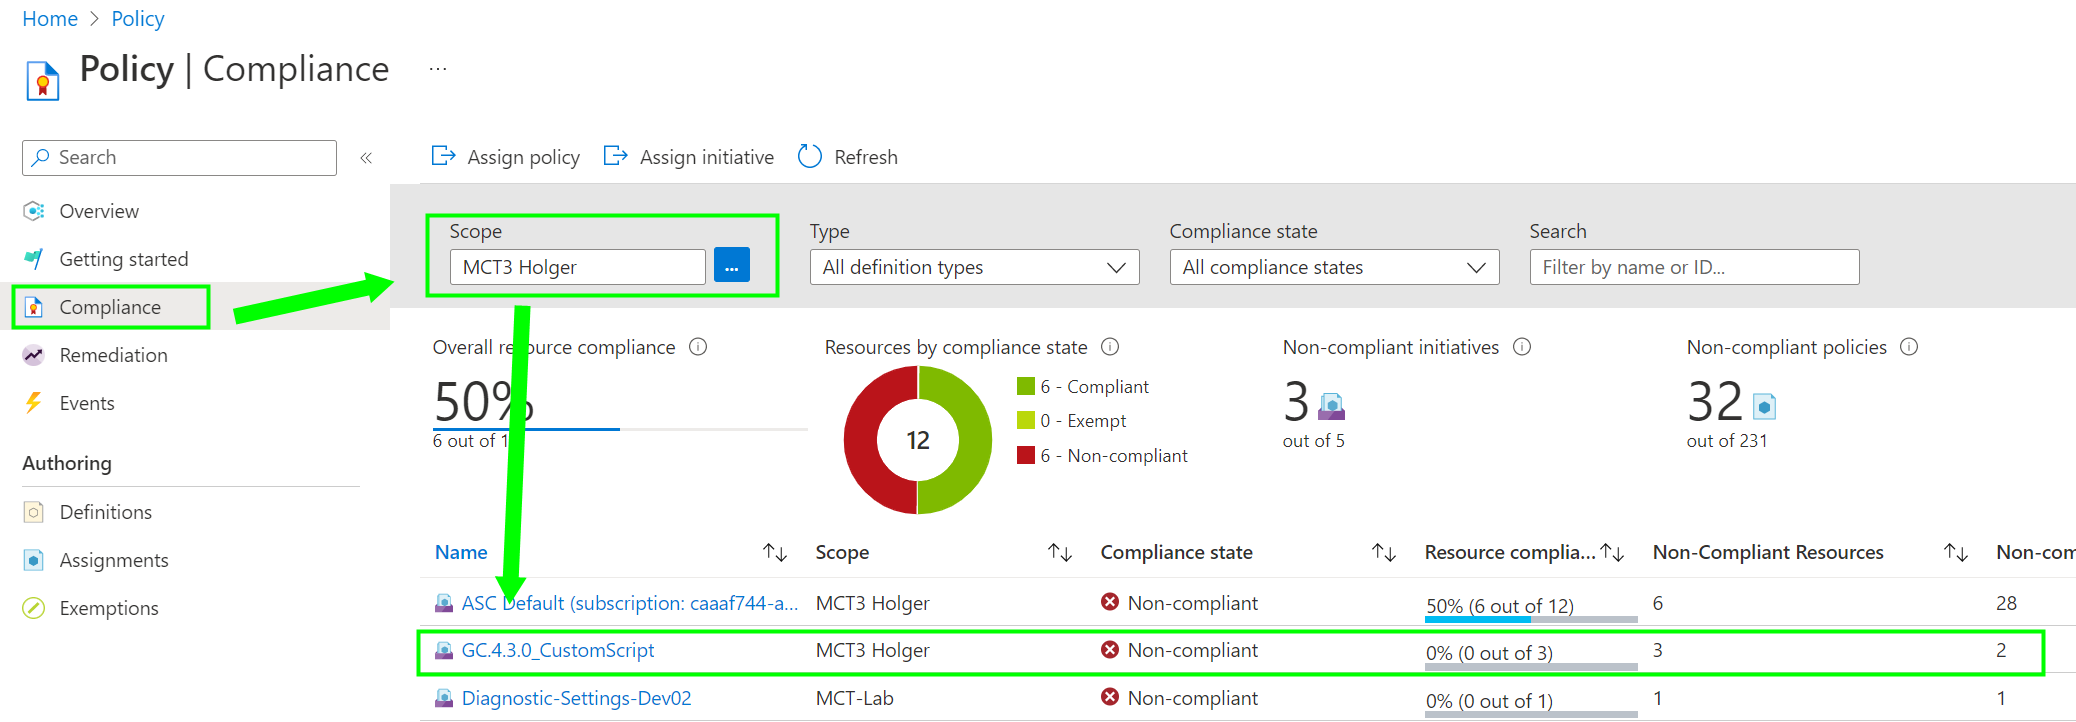 Home > Policy
Policy | Compliance ...
Search «
Assign policy Assign initiative Refresh
Overview
Getting started
Compliance
Remediation
Events
Authoring
Definitions
Assignments
Exemptions
Scope Type Compliance state Search
MCT3 Holger ... All definition types All compliance states Filter by name or ID...
Overall resource compliance Resources by compliance state Non-compliant initiatives Non-compliant policies
50% 3 32
6 out of out of 5 out of 231
12
6 - Compliant
0 - Exempt
6 - Non-compliant
Name Scope Compliance state Resource complia... Non-Compliant Resources Non-com
ASC Default (subscription: caaaf744-a... MCT3 Holger Non-compliant 50% (6 out of 12) 6 28
GC.4.3.0_CustomScript MCT3 Holger Non-compliant 0% (0 out of 3) 3 2
Diagnostic-Settings-Dev02 MCT-Lab Non-compliant 0% (0 out of 1) 1 1